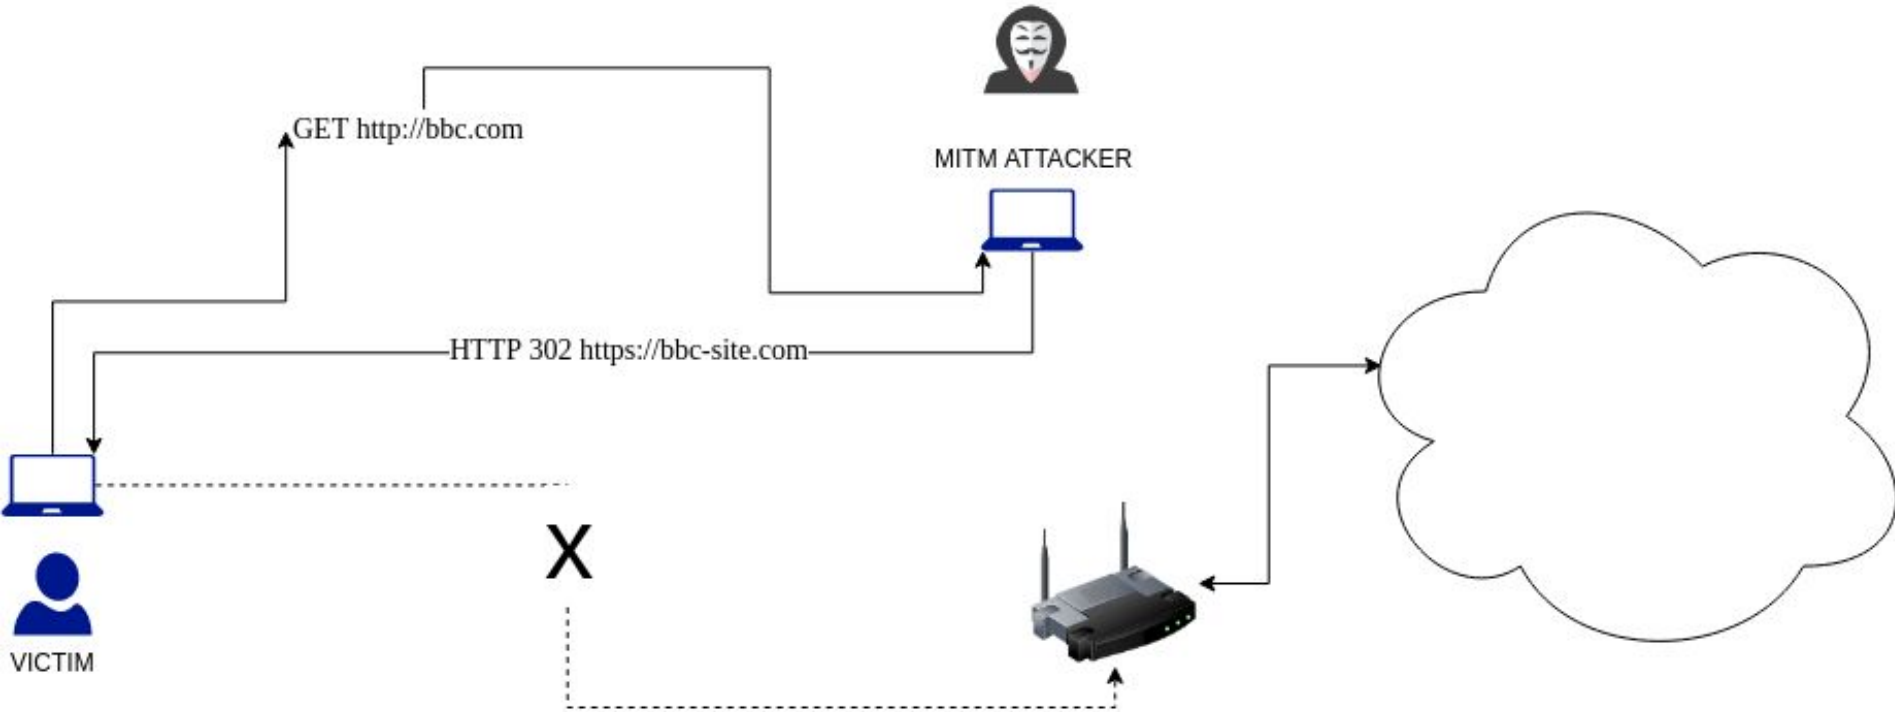 GET http://bbc.com
MITM ATTACKER
HTTP 302 https://bbc-site.com
X
VICTIM